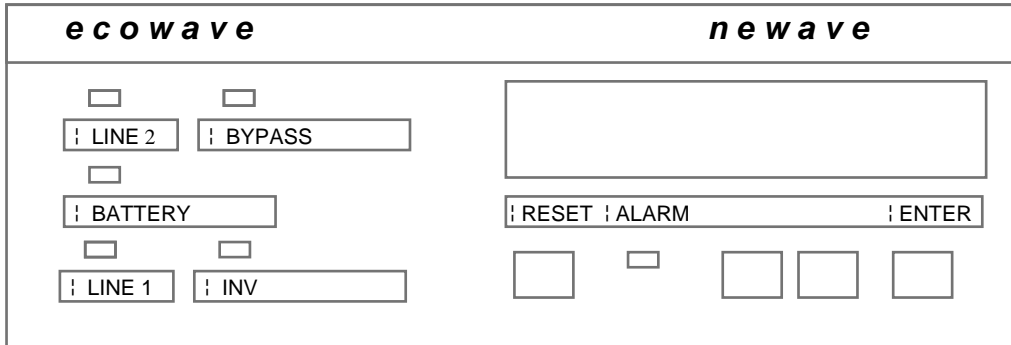 ecowave newave
¦ LINE 2 ¦ BYPASS
¦ BATTERY
¦ RESET ¦ ALARM ¦ ENTER
¦ LINE 1 ¦ INV